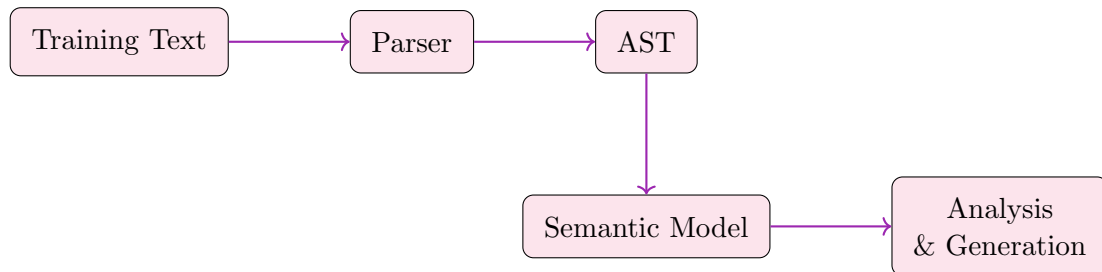 Training Text
Parser
AST
Semantic Model
Analysis
& Generation